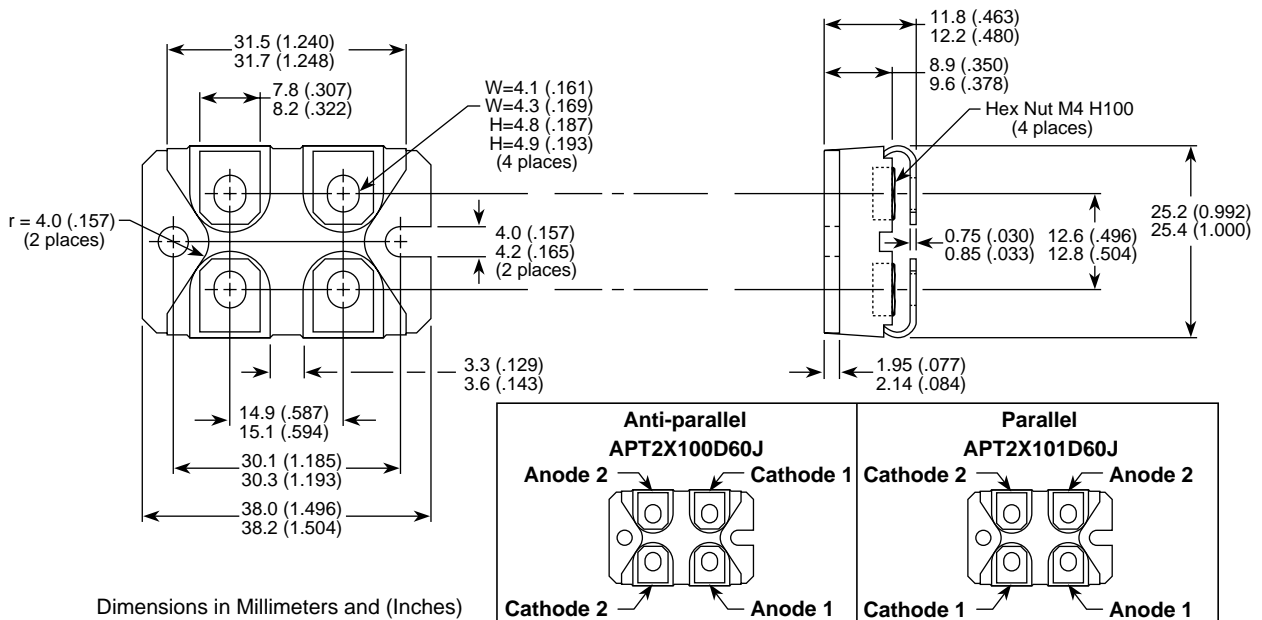 31.5 (1.240)
31.7 (1.248)
7.8 (.307)
8.2 (.322)
W=4.1 (.161)
W=4.3 (.169)
H=4.8 (.187)
H=4.9 (.193)
(4 places)
r = 4.0 (.157)
(2 places)
4.0 (.157)
4.2 (.165)
(2 places)
3.3 (.129)
3.6 (.143)
14.9 (.587)
15.1 (.594)
30.1 (1.185)
30.3 (1.193)
38.0 (1.496)
38.2 (1.504)
11.8 (.463)
12.2 (.480)
8.9 (.350)
9.6 (.378)
Hex Nut M4 H100
(4 places)
0.75 (.030)
0.85 (.033)
12.6 (.496)
12.8 (.504)
25.2 (0.992)
25.4 (1.000)
1.95 (.077)
2.14 (.084)
Anti-parallel
APT2X100D60J
Anode 2
Cathode 1
Cathode 2
Anode 1
Parallel
APT2X101D60J
Cathode 2
Anode 2
Cathode 1
Anode 1
Dimensions in Millimeters and (Inches)